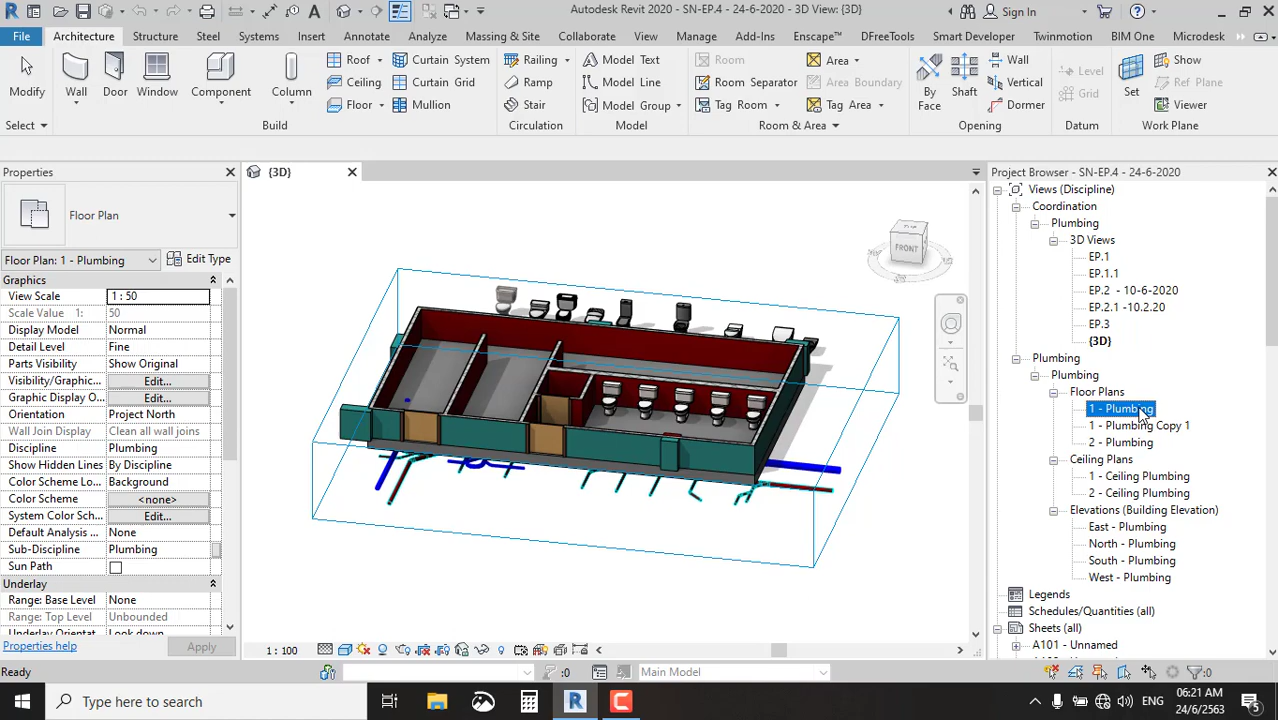 Autodesk Revit 2020 - SN-EP.4 - 24-6-2020 - 3D View: {3D}
Sign In
File
Architecture
Structure
Steel
Systems
Insert
Annotate
Analyze
Massing & Site
Collaborate
View
Manage
Add-Ins
Enscape™
DFreeTools
Smart Developer
Twinmotion
BIM One
Microdesk
Modify
Wall
Door
Window
Component
Column
Roof
Ceiling
Floor
Curtain System
Curtain Grid
Mullion
Railing
Ramp
Stair
Model Text
Model Line
Model Group
Room
Room Separator
Tag Room
Area
Area Boundary
Tag Area
By Face
Shaft
Wall
Vertical
Dormer
Level
Grid
Set
Show
Ref Plane
Viewer
Select
Build
Circulation
Model
Room & Area
Opening
Datum
Work Plane
Properties
Floor Plan
Floor Plan: 1 - Plumbing
Edit Type
Graphics
View Scale 1 : 50
Scale Value 1: 50
Display Model Normal
Detail Level Fine
Parts Visibility Show Original
Visibility/Graphic... Edit...
Graphic Display O... Edit...
Orientation Project North
Wall Join Display Clean all wall joins
Discipline Plumbing
Show Hidden Lines By Discipline
Color Scheme Loc... Background
Color Scheme <none>
System Color Sch... Edit...
Default Analysis ... None
Sub-Discipline Plumbing
Sun Path
Underlay
Range: Base Level None
Range: Top Level Unbounded
Underlay Orientat Look down
Properties help
Apply
{3D}
TOP
FRONT
1 : 100
Project Browser - SN-EP.4 - 24-6-2020
Views (Discipline)
Coordination
Plumbing
3D Views
EP.1
EP.1.1
EP.2 - 10-6-2020
EP.2.1 -10.2.20
EP.3
{3D}
Plumbing
Plumbing
Floor Plans
1 - Plumbing
1 - Plumbing Copy 1
2 - Plumbing
Ceiling Plans
1 - Ceiling Plumbing
2 - Ceiling Plumbing
Elevations (Building Elevation)
East - Plumbing
North - Plumbing
South - Plumbing
West - Plumbing
Legends
Schedules/Quantities (all)
Sheets (all)
A101 - Unnamed
Ready
:0
Main Model
:0
Type here to search
ENG
06:21 AM
24/6/2563
5